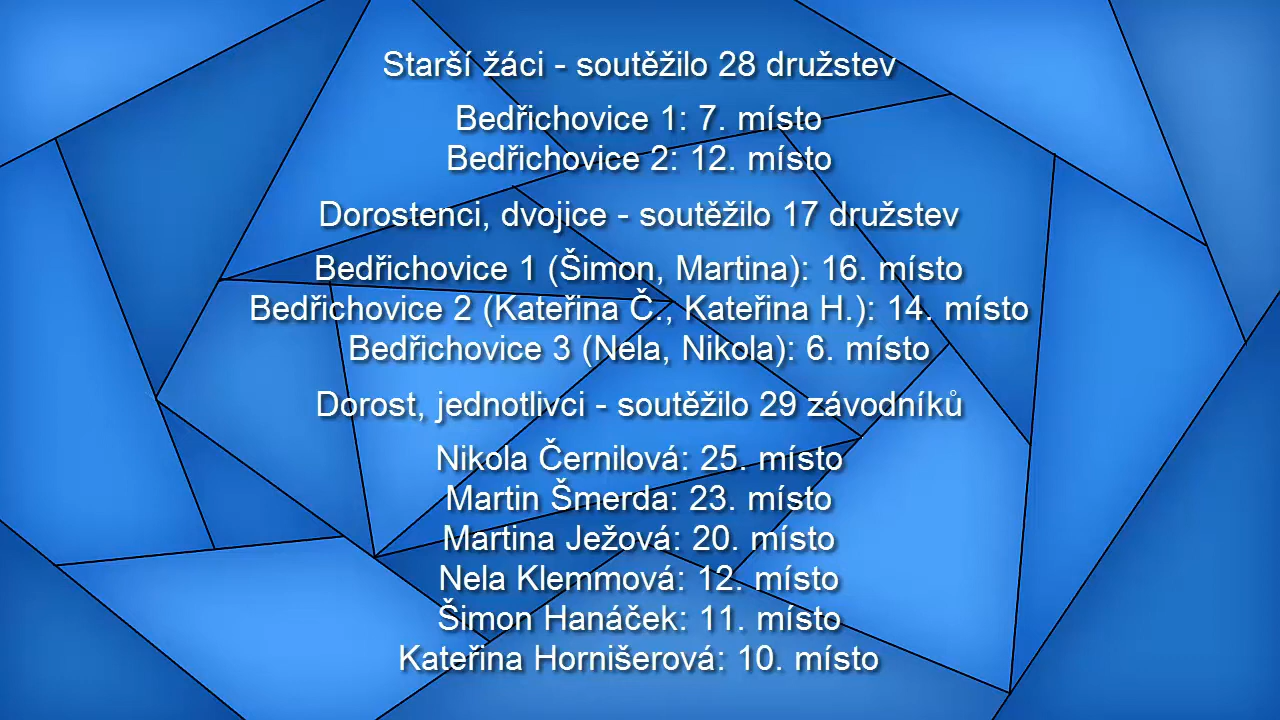 Starší žáci - soutěžilo 28 družstev
Bedřichovice 1: 7. místo
Bedřichovice 2: 12. místo
Dorostenci, dvojice - soutěžilo 17 družstev
Bedřichovice 1 (Šimon, Martina): 16. místo
Bedřichovice 2 (Kateřina Č., Kateřina H.): 14. místo
Bedřichovice 3 (Nela, Nikola): 6. místo
Dorost, jednotlivci - soutěžilo 29 závodníků
Nikola Černilová: 25. místo
Martin Šmerda: 23. místo
Martina Ježová: 20. místo
Nela Klemmová: 12. místo
Šimon Hanáček: 11. místo
Kateřina Hornišerová: 10. místo